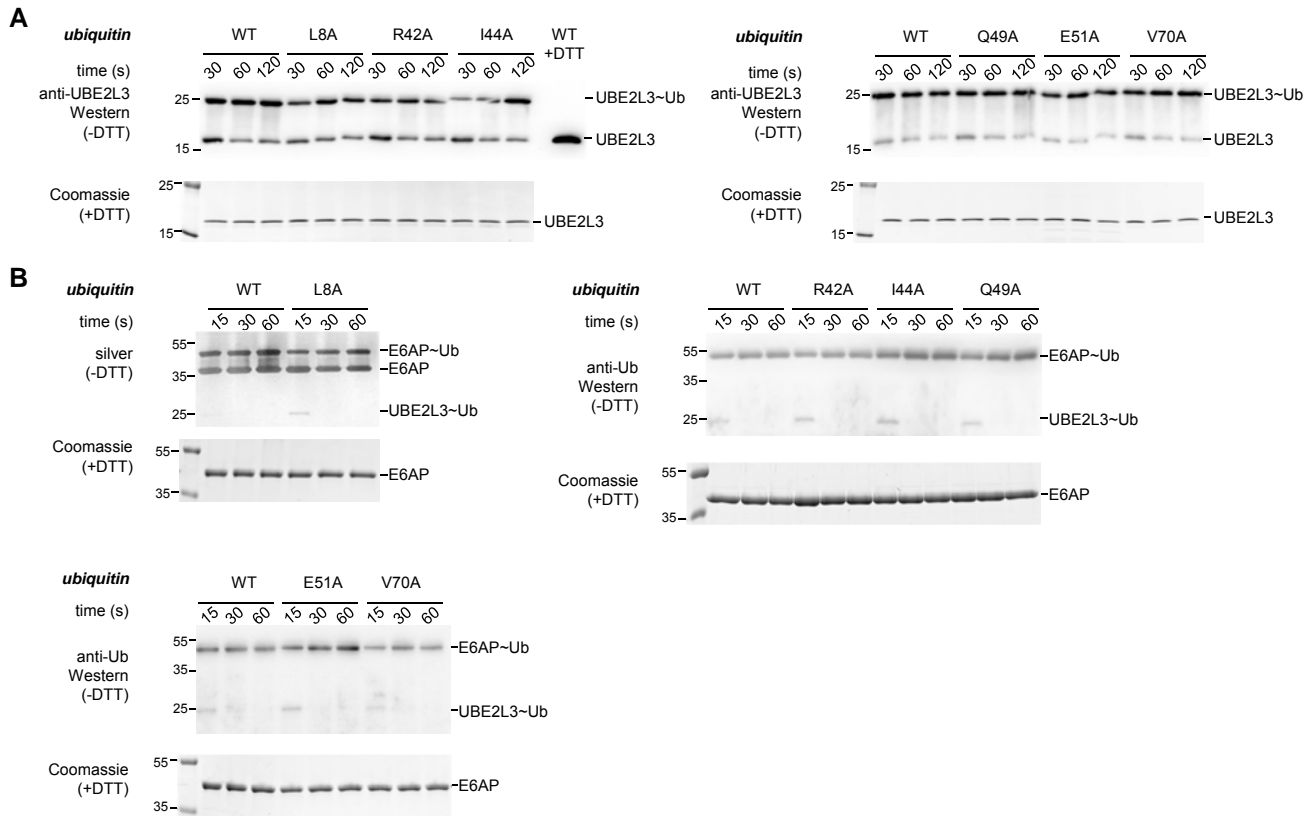 A
ubiquitin WT L8A R42A I44A WT
+DTT
time (s) 30 60 120 30 60 120 30 60 120 30 60 120
anti-UBE2L3
Western
(-DTT)
25 UBE2L3~Ub
15 UBE2L3
Coomassie
(+DTT)
25
15 UBE2L3
ubiquitin WT Q49A E51A V70A
time (s) 30 60 120 30 60 120 30 60 120 30 60 120
anti-UBE2L3
Western
(-DTT)
25 UBE2L3~Ub
15 UBE2L3
Coomassie
(+DTT)
25
15 UBE2L3
B
ubiquitin WT L8A
time (s) 15 30 60 15 30 60
silver
(-DTT)
55 E6AP~Ub
35 E6AP
25 UBE2L3~Ub
Coomassie
(+DTT)
55
35 E6AP
ubiquitin WT R42A I44A Q49A
time (s) 15 30 60 15 30 60 15 30 60 15 30 60
anti-Ub
Western
(-DTT)
55 E6AP~Ub
35
25 UBE2L3~Ub
Coomassie
(+DTT)
55
35 E6AP
ubiquitin WT E51A V70A
time (s) 15 30 60 15 30 60 15 30 60
anti-Ub
Western
(-DTT)
55 E6AP~Ub
35
25 UBE2L3~Ub
Coomassie
(+DTT)
55
35 E6AP